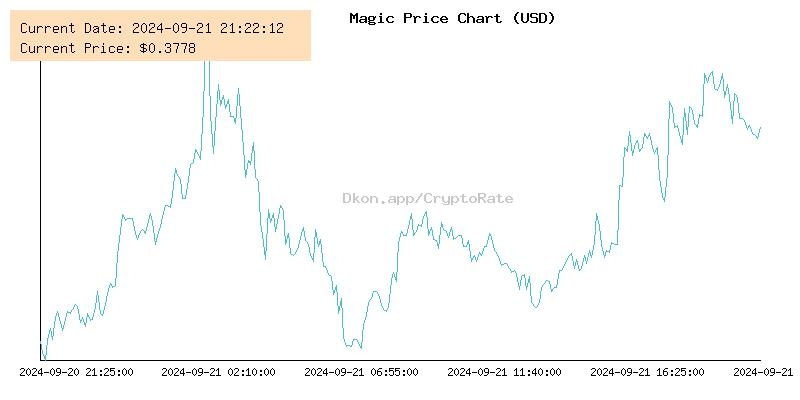 Magic Price Chart (USD)
Current Date: 2024-09-21 21:22:12
Current Price: $0.3778
Dkon.app/CryptoRate
2024-09-20 21:25:00
2024-09-21 02:10:00
2024-09-21 06:55:00
2024-09-21 11:40:00
2024-09-21 16:25:00
2024-09-21